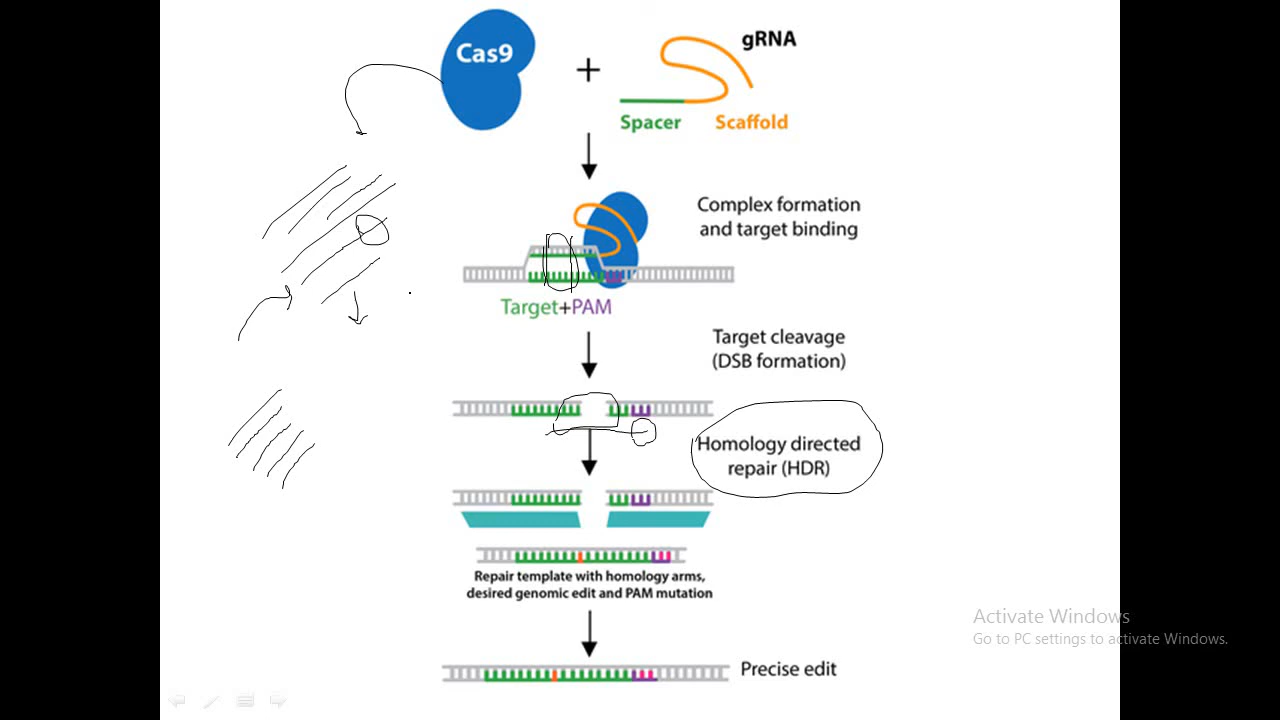 Cas9
+
gRNA
Spacer
Scaffold
Complex formation
and target binding
Target+PAM
Target cleavage
(DSB formation)
Homology directed
repair (HDR)
Repair template with homology arms,
desired genomic edit and PAM mutation
Precise edit
Activate Windows
Go to PC settings to activate Windows.